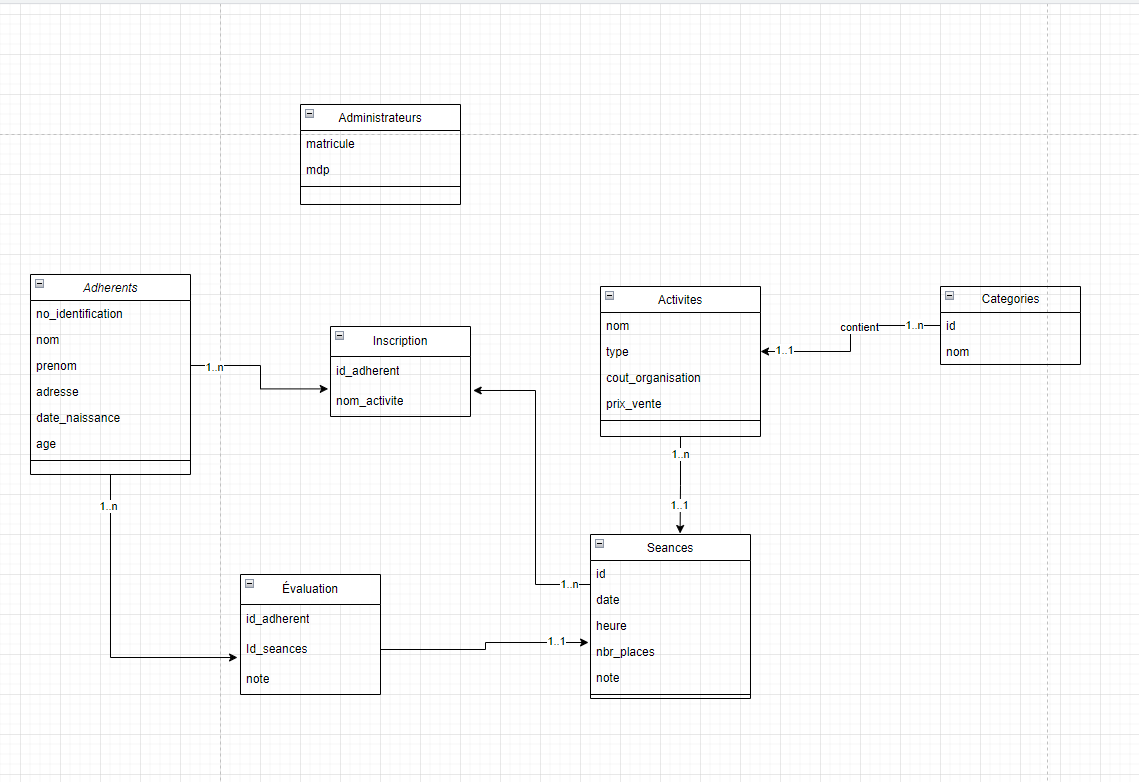 Administrateurs
matricule
mdp
Adherents
no_identification
nom
prenom
adresse
date_naissance
age
1..n
1..n
Inscription
id_adherent
nom_activite
Activites
nom
type
cout_organisation
prix_vente
contient
1..n
1..1
Categories
id
nom
1..n
1..1
Seances
id
date
heure
nbr_places
note
1..n
1..1
Évaluation
id_adherent
Id_seances
note